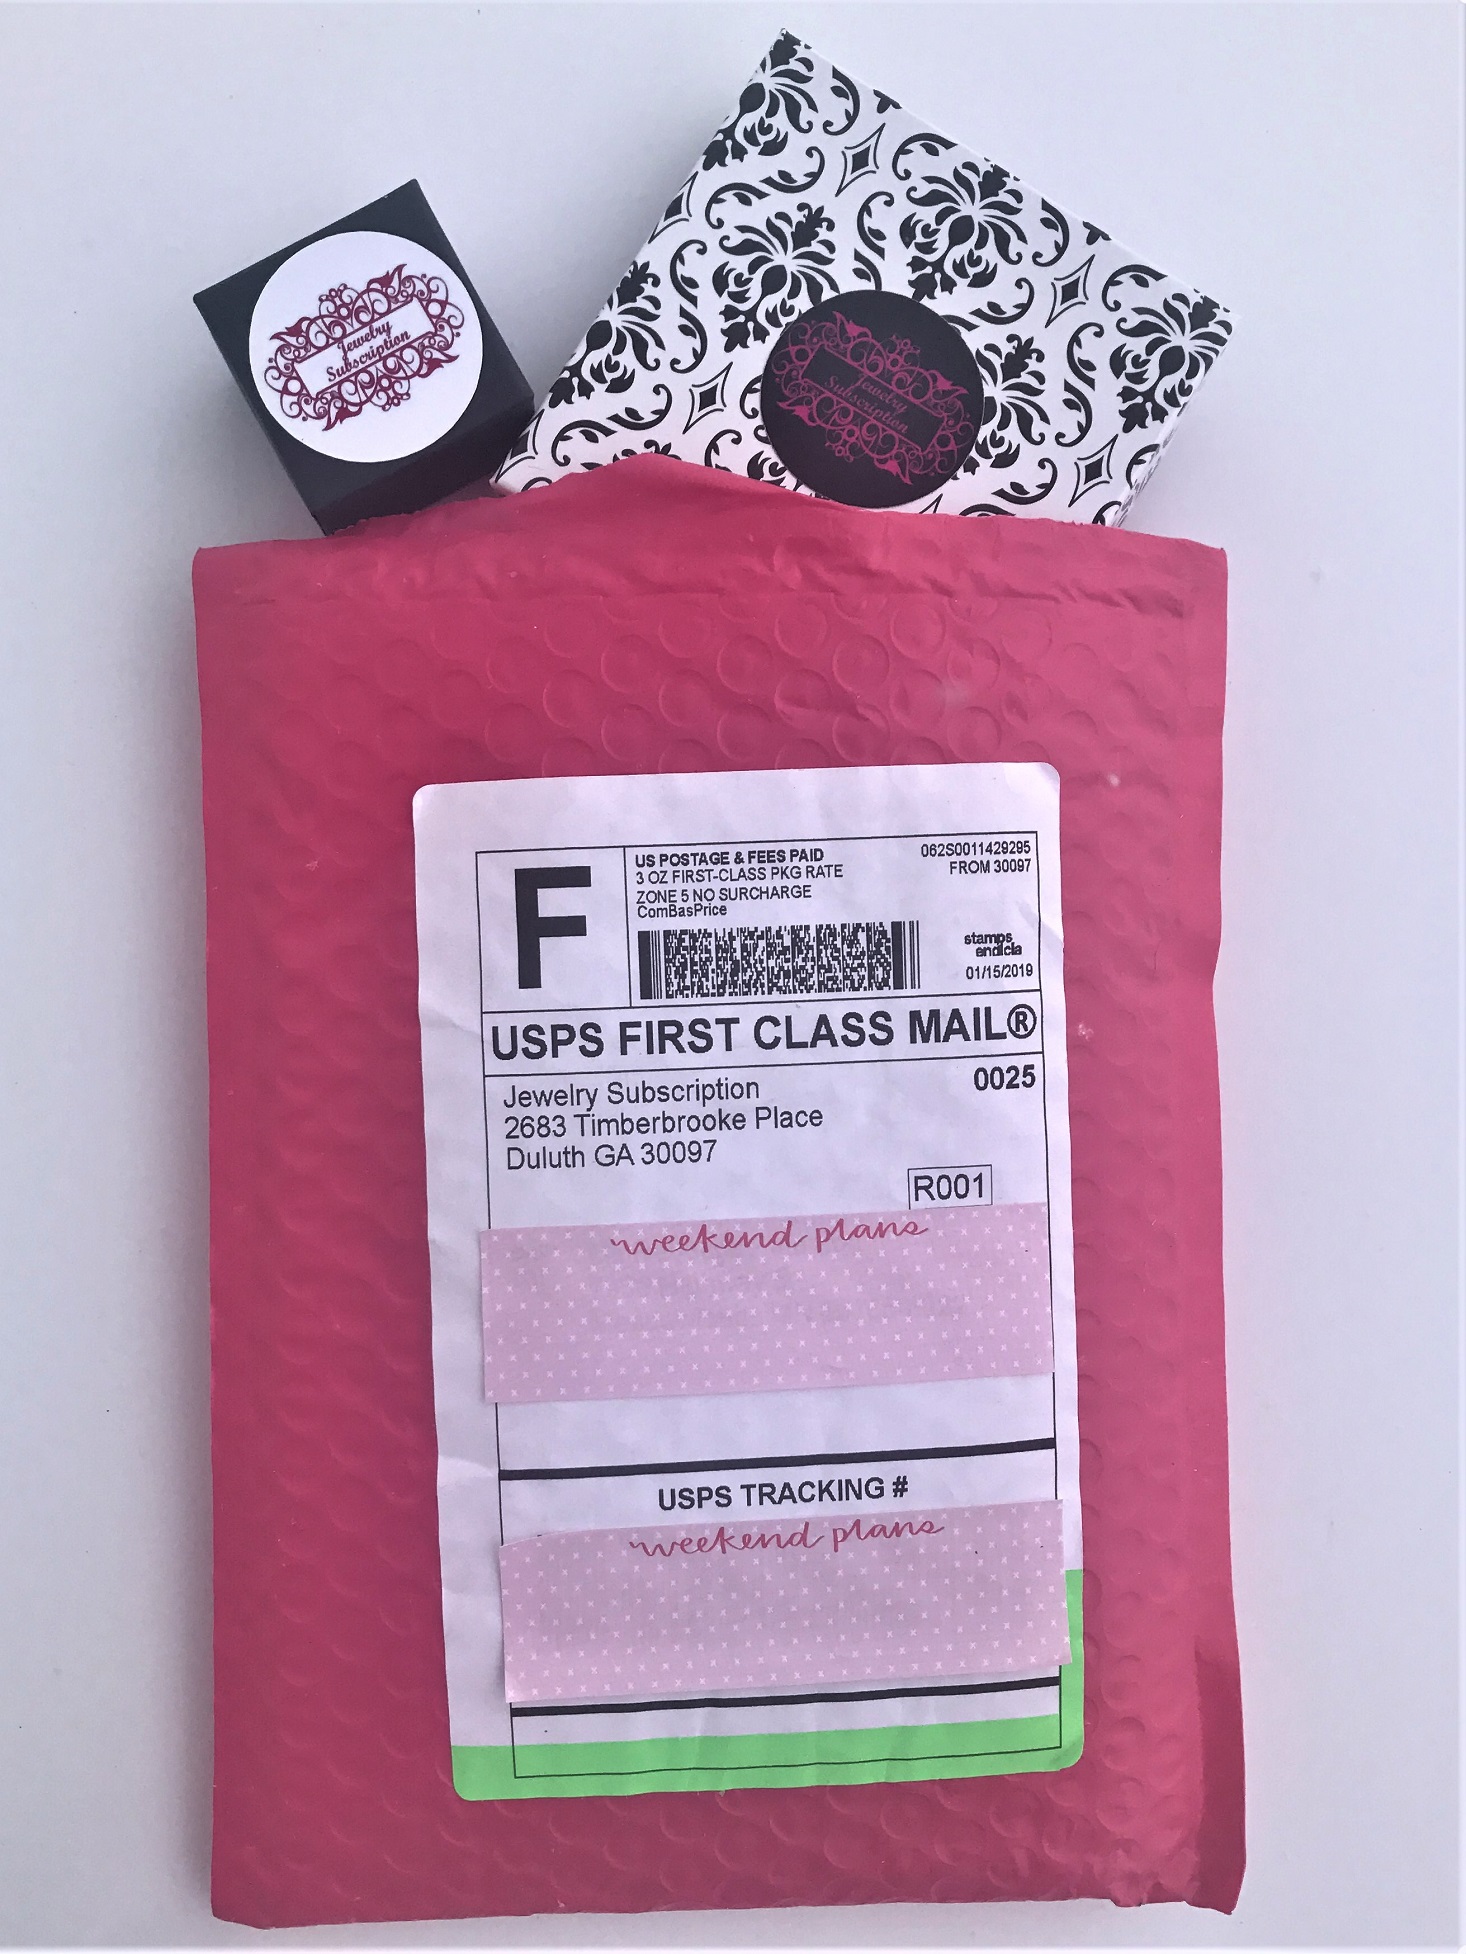 Jewelry
Subscription
Jewelry
Subscription
F
US POSTAGE & FEES PAID
3 OZ FIRST-CLASS PKG RATE
ZONE 5 NO SURCHARGE
ComBasPrice
062S0011429295
FROM 30097
stamps
endicia
01/15/2019
USPS FIRST CLASS MAIL®
Jewelry Subscription
2683 Timberbrooke Place
Duluth GA 30097
0025
R001
weekend plans
USPS TRACKING #
weekend plans